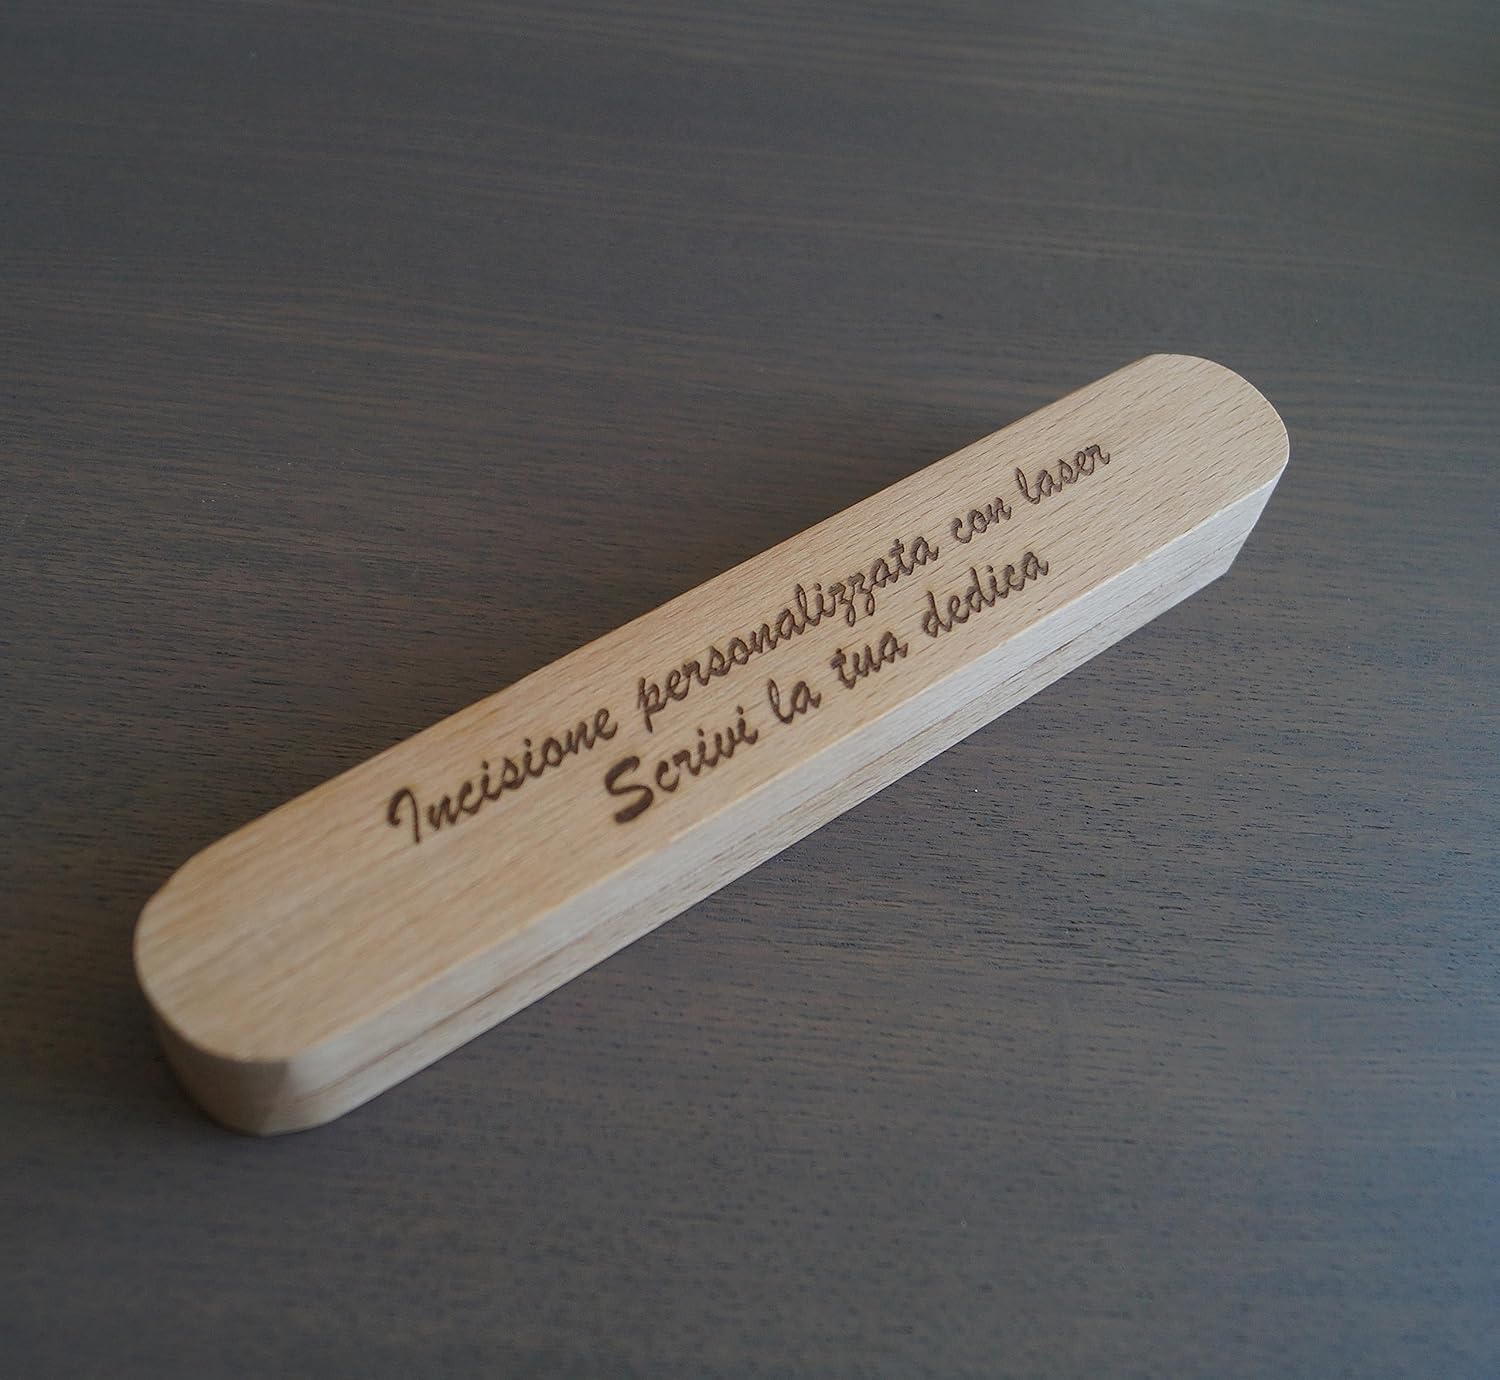 Incisione personalizzata con laser
Scrivi la tua dedica